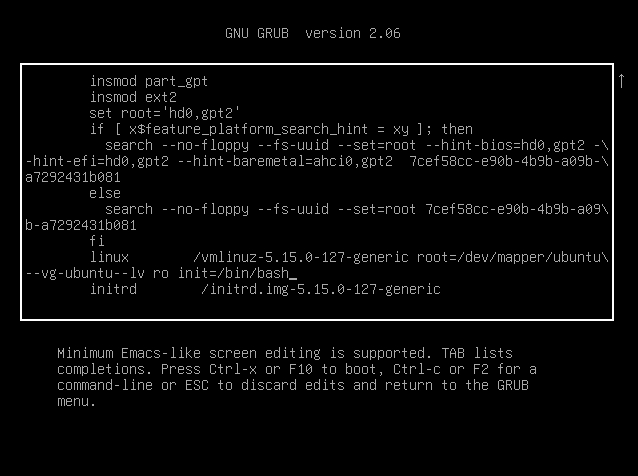 GNU GRUB  version 2.06
insmod part_gpt
insmod ext2
set root='hd0,gpt2'
if [ x$feature_platform_search_hint = xy ]; then
search --no-floppy --fs-uuid --set=root --hint-bios=hd0,gpt2 -\
-hint-efi=hd0,gpt2 --hint-baremetal=ahci0,gpt2  7cef58cc-e90b-4b9b-a09b-\
a7292431b081
else
search --no-floppy --fs-uuid --set=root 7cef58cc-e90b-4b9b-a09\
b-a7292431b081
fi
linux        /vmlinuz-5.15.0-127-generic root=/dev/mapper/ubuntu\
--vg-ubuntu--lv ro init=/bin/bash_
initrd        /initrd.img-5.15.0-127-generic
Minimum Emacs-like screen editing is supported. TAB lists
completions. Press Ctrl-x or F10 to boot, Ctrl-c or F2 for a
command-line or ESC to discard edits and return to the GRUB
menu.